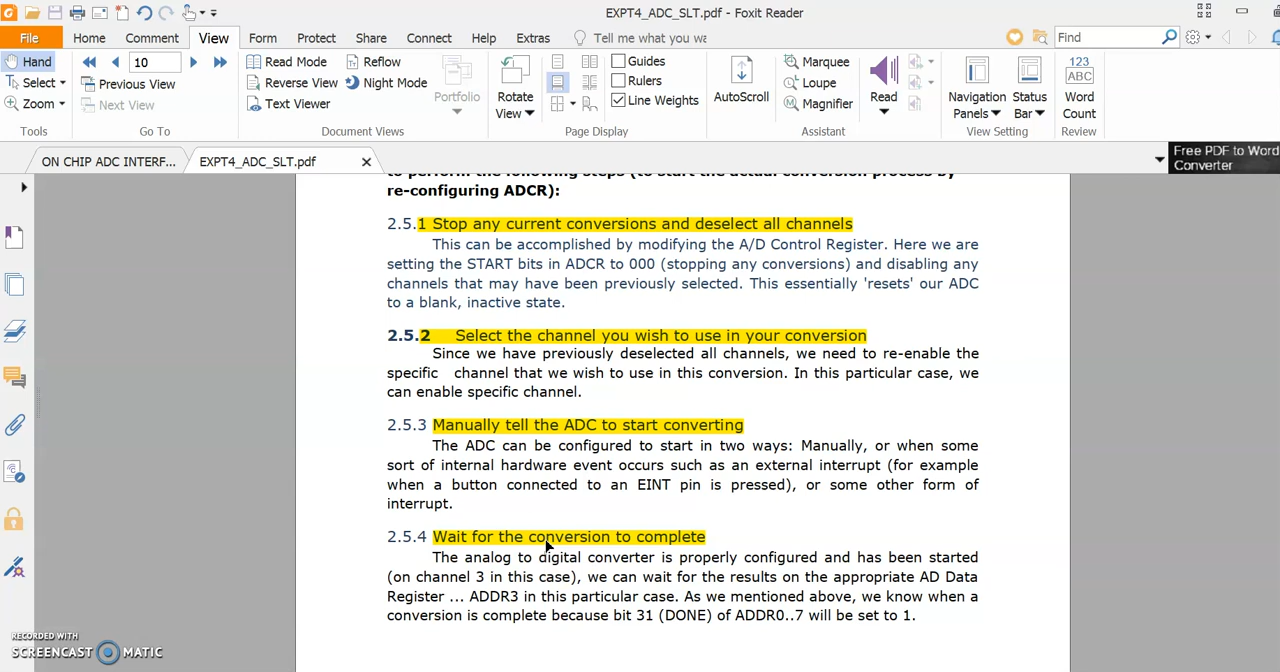 EXPT4_ADC_SLT.pdf - Foxit Reader
File Home Comment View Form Protect Share Connect Help Extras Tell me what you wa Find
Hand
Select
Zoom
Tools
10
Previous View
Next View
Go To
Read Mode
Reverse View
Text Viewer
Reflow
Night Mode
Portfolio
Document Views
Rotate
View
Guides
Rulers
Line Weights
Page Display
AutoScroll
Marquee
Loupe
Magnifier
Assistant
Read
Navigation
Panels
Status
Bar
View Setting
123
ABC
Word
Count
Review
ON CHIP ADC INTERF...
EXPT4_ADC_SLT.pdf
Free PDF to Word
Converter
to perform the following steps (to start the actual conversion process by
re-configuring ADCR):
2.5.1 Stop any current conversions and deselect all channels
This can be accomplished by modifying the A/D Control Register. Here we are
setting the START bits in ADCR to 000 (stopping any conversions) and disabling any
channels that may have been previously selected. This essentially 'resets' our ADC
to a blank, inactive state.
2.5.2 Select the channel you wish to use in your conversion
Since we have previously deselected all channels, we need to re-enable the
specific channel that we wish to use in this conversion. In this particular case, we
can enable specific channel.
2.5.3 Manually tell the ADC to start converting
The ADC can be configured to start in two ways: Manually, or when some
sort of internal hardware event occurs such as an external interrupt (for example
when a button connected to an EINT pin is pressed), or some other form of
interrupt.
2.5.4 Wait for the conversion to complete
The analog to digital converter is properly configured and has been started
(on channel 3 in this case), we can wait for the results on the appropriate AD Data
Register ... ADDR3 in this particular case. As we mentioned above, we know when a
conversion is complete because bit 31 (DONE) of ADDR0..7 will be set to 1.
RECORDED WITH
SCREENCAST MATIC